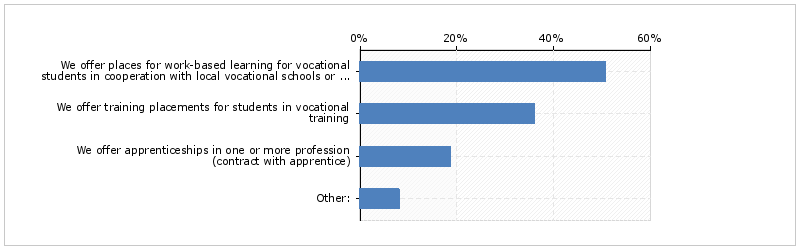 0% 20% 40% 60%
We offer places for work-based learning for vocational
students in cooperation with local vocational schools or ...
We offer training placements for students in vocational
training
We offer apprenticeships in one or more profession
(contract with apprentice)
Other: